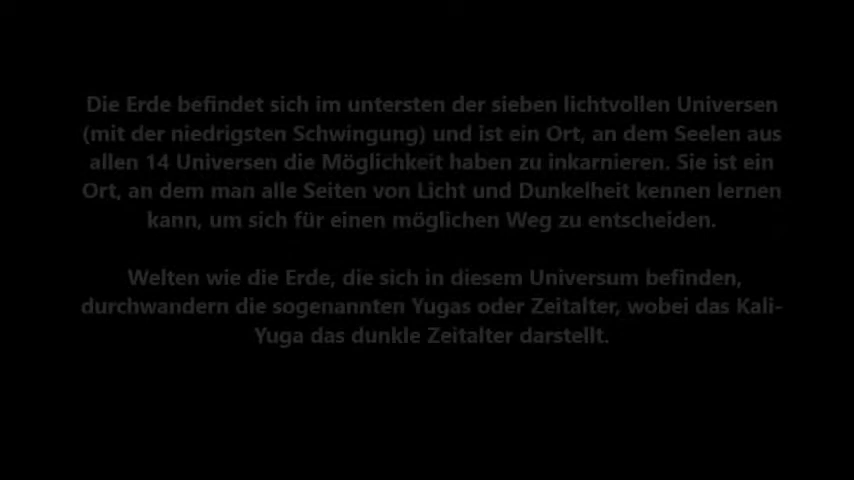 Die Erde befindet sich im untersten der sieben lichtvollen Universen
(mit der niedrigsten Schwingung) und ist ein Ort, an dem Seelen aus
allen 14 Universen die Möglichkeit haben zu inkarnieren. Sie ist ein
Ort, an dem man alle Seiten von Licht und Dunkelheit kennen lernen
kann, um sich für einen möglichen Weg zu entscheiden.
Welten wie die Erde, die sich in diesem Universum befinden,
durchwandern die sogenannten Yugas oder Zeitalter, wobei das Kali-
Yuga das dunkle Zeitalter darstellt.